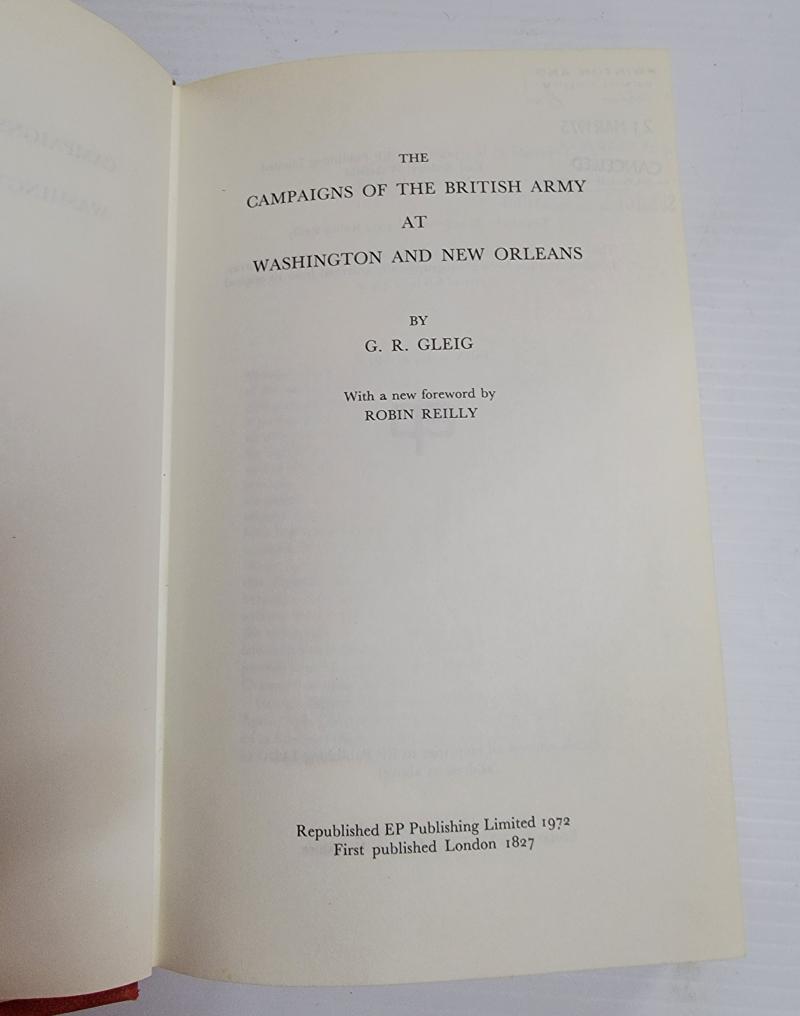 THE
CAMPAIGNS OF THE BRITISH ARMY
AT
WASHINGTON AND NEW ORLEANS
BY
G. R. GLEIG
With a new foreword by
ROBIN REILLY
Republished EP Publishing Limited 1972
First published London 1827